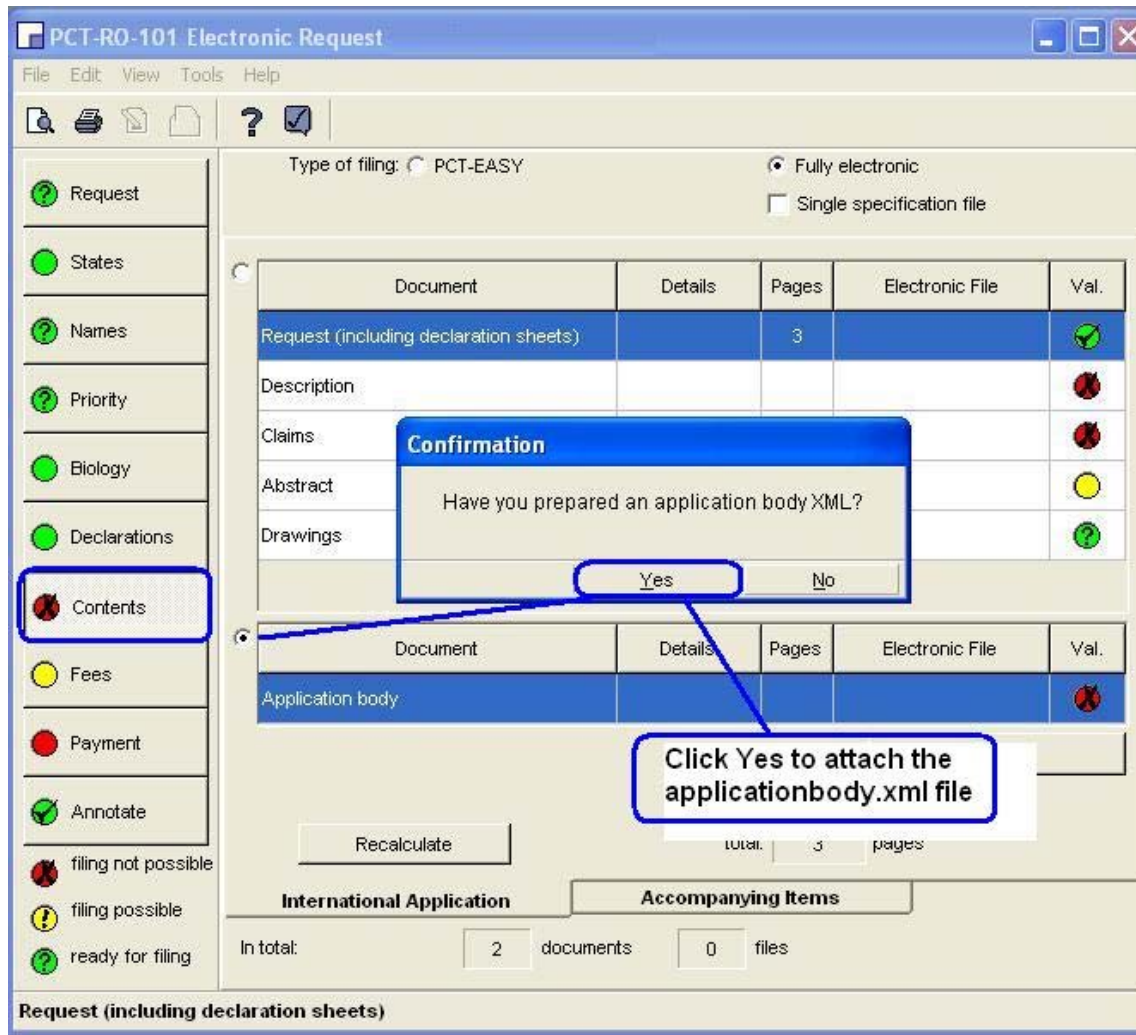 PCT-RO-101 Electronic Request
File Edit View Tools Help
Type of filing: PCT-EASY Fully electronic
Single specification file
Request
States
Names
Priority
Biology
Declarations
Contents
Fees
Payment
Annotate
filing not possible
filing possible
ready for filing
Document Details Pages Electronic File Val.
Request (including declaration sheets) 3
Description
Claims
Abstract
Drawings
Confirmation
Have you prepared an application body XML?
Yes No
Document Details Pages Electronic File Val.
Application body
Click Yes to attach the
applicationbody.xml file
Recalculate total: 3 pages
International Application Accompanying Items
In total: 2 documents 0 files
Request (including declaration sheets)